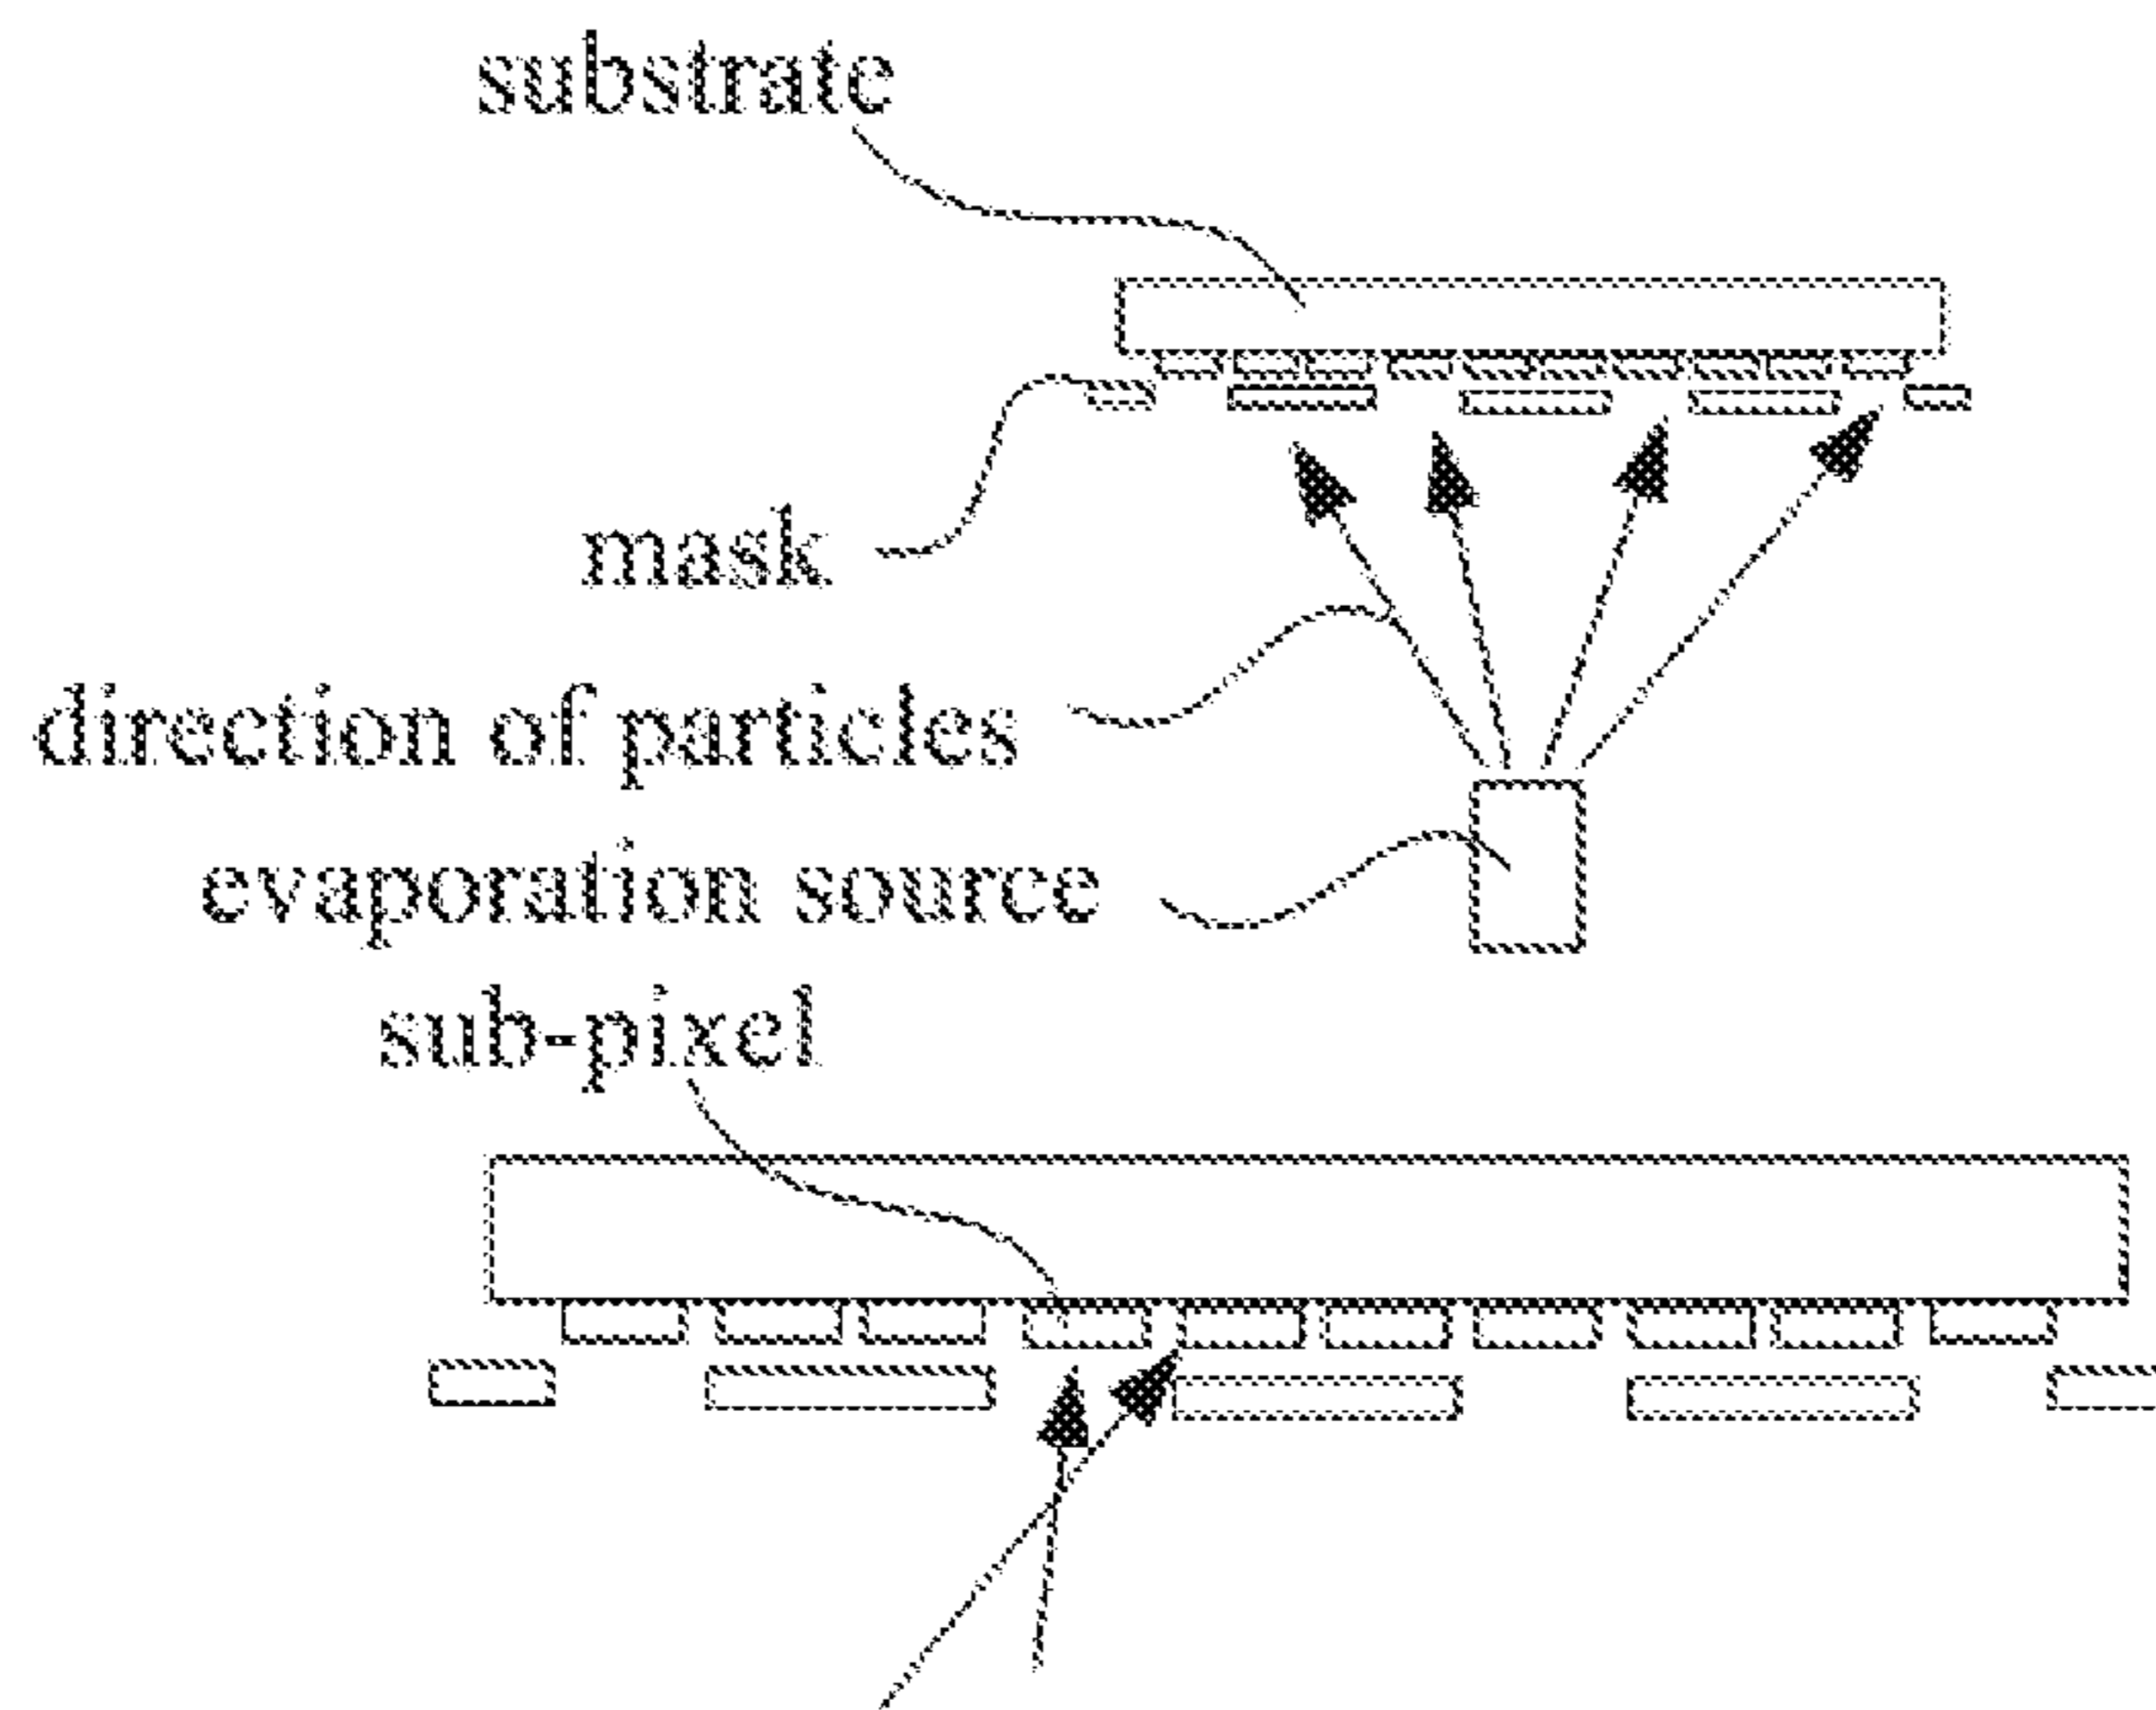 substrate
mask
direction of particles
evaporation source
sub-pixel